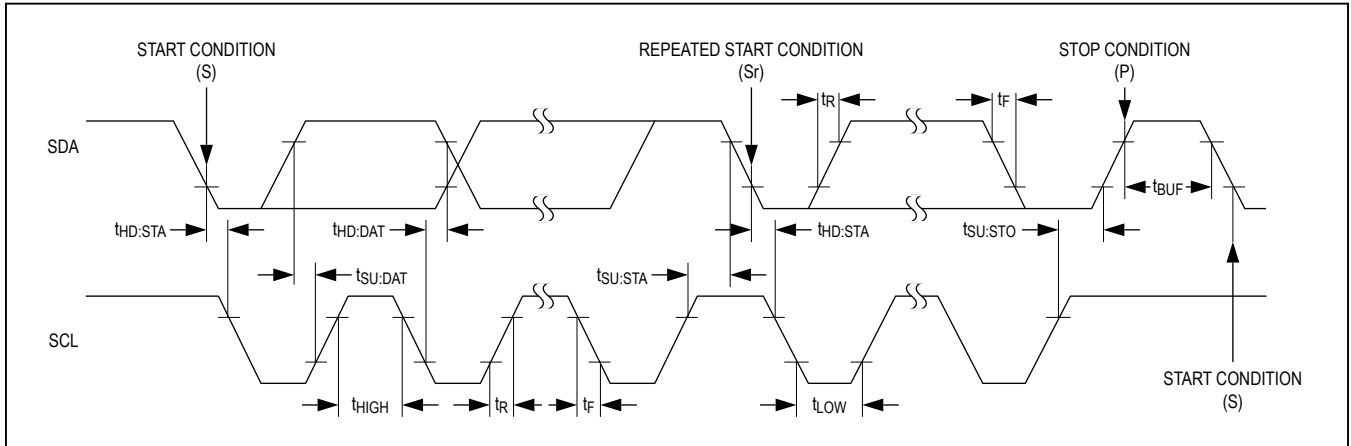 START CONDITION
(S)
REPEATED START CONDITION
(Sr)
STOP CONDITION
(P)
tR
tF
SDA
tBUF
tHD:STA
tHD:DAT
tHD:STA
tSU:STO
tSU:DAT
tSU:STA
SCL
tHIGH
tR
tF
tLOW
START CONDITION
(S)